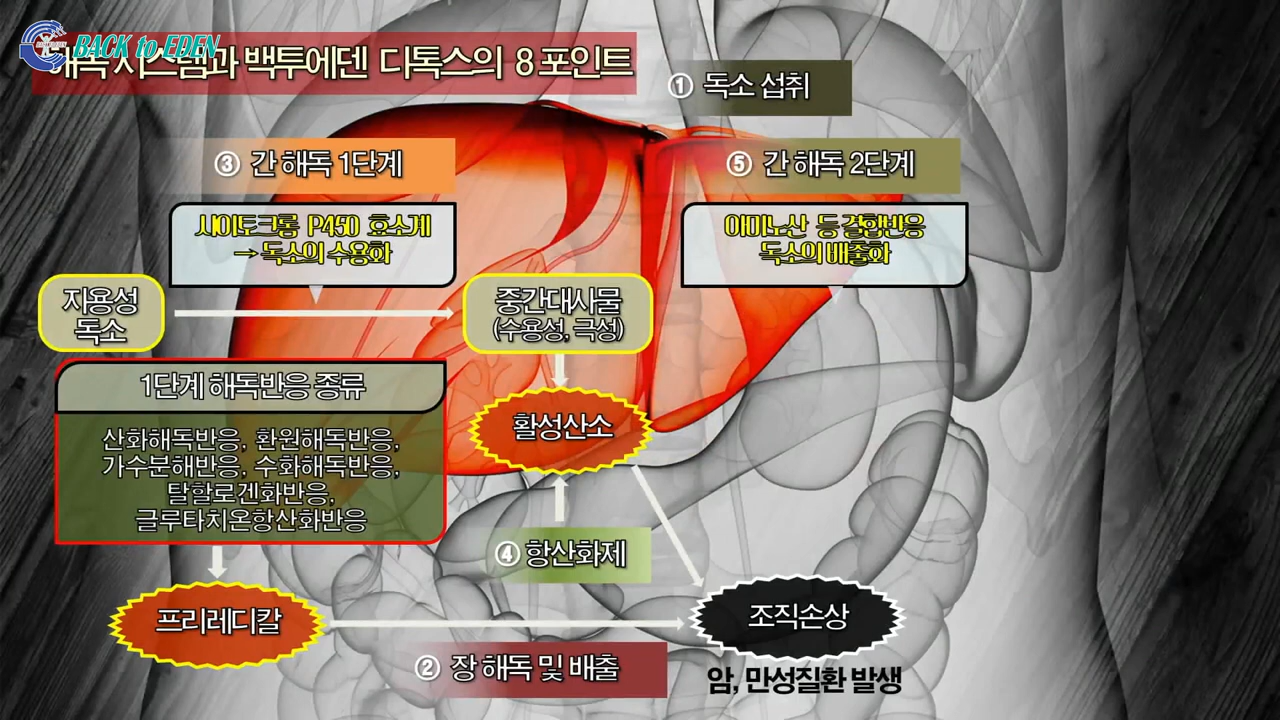 BACK to EDEN
해독 시스템과 백투에덴 디톡스의 8 포인트
① 독소 섭취
③ 간 해독 1단계
⑤ 간 해독 2단계
사이토크롬 P450 효소계
→ 독소의 수용화
아미노산 등 결합반응
독소의 배출화
지용성
독소
중간대사물
(수용성, 극성)
1단계 해독반응 종류
산화해독반응, 환원해독반응,
가수분해반응, 수화해독반응,
탈할로겐화반응,
글루타치온항산화반응
활성산소
④ 항산화제
프리레디칼
조직손상
② 장 해독 및 배출
암, 만성질환 발생